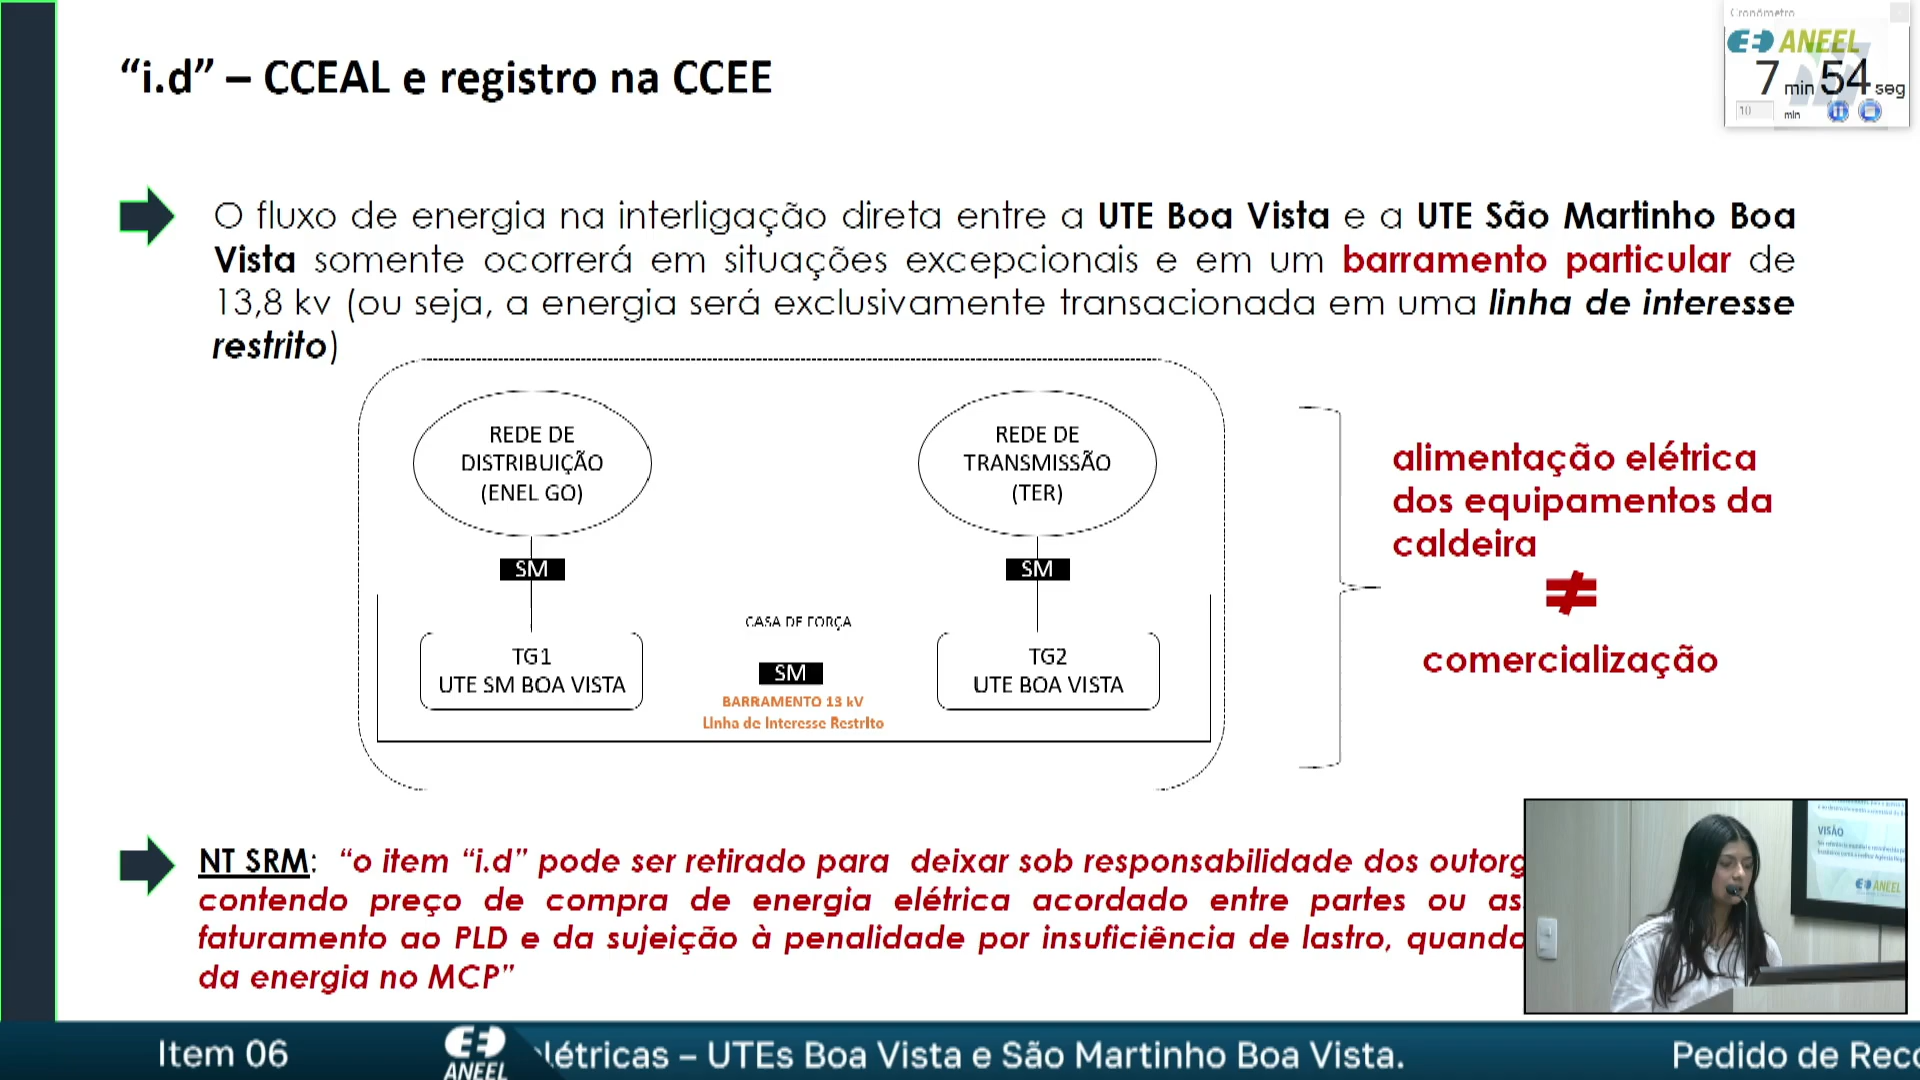 Cronômetro
ANEEL
7 min 54 seg
10 min
“i.d” – CCEAL e registro na CCEE
O fluxo de energia na interligação direta entre a UTE Boa Vista e a UTE São Martinho Boa
Vista somente ocorrerá em situações excepcionais e em um barramento particular de
13,8 kv (ou seja, a energia será exclusivamente transacionada em uma linha de interesse
restrito)
REDE DE
DISTRIBUIÇÃO
(ENEL GO)
REDE DE
TRANSMISSÃO
(TER)
SM
SM
CASA DE FORÇA
TG1
UTE SM BOA VISTA
SM
BARRAMENTO 13 kV
Linha de Interesse Restrito
TG2
UTE BOA VISTA
alimentação elétrica
dos equipamentos da
caldeira
≠
comercialização
NT SRM: “o item “i.d” pode ser retirado para deixar sob responsabilidade dos outorg
contendo preço de compra de energia elétrica acordado entre partes ou as
faturamento ao PLD e da sujeição à penalidade por insuficiência de lastro, quando
da energia no MCP”
VISÃO
ANEEL
Item 06
ANEEL
létricas – UTEs Boa Vista e São Martinho Boa Vista.
Pedido de Rec